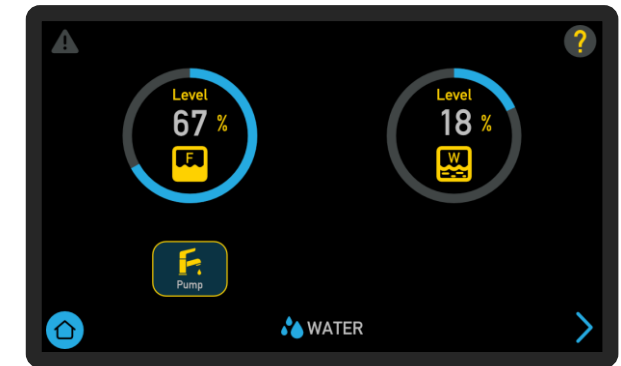 ?
Level
67 %
F
Level
18 %
W
Pump
WATER